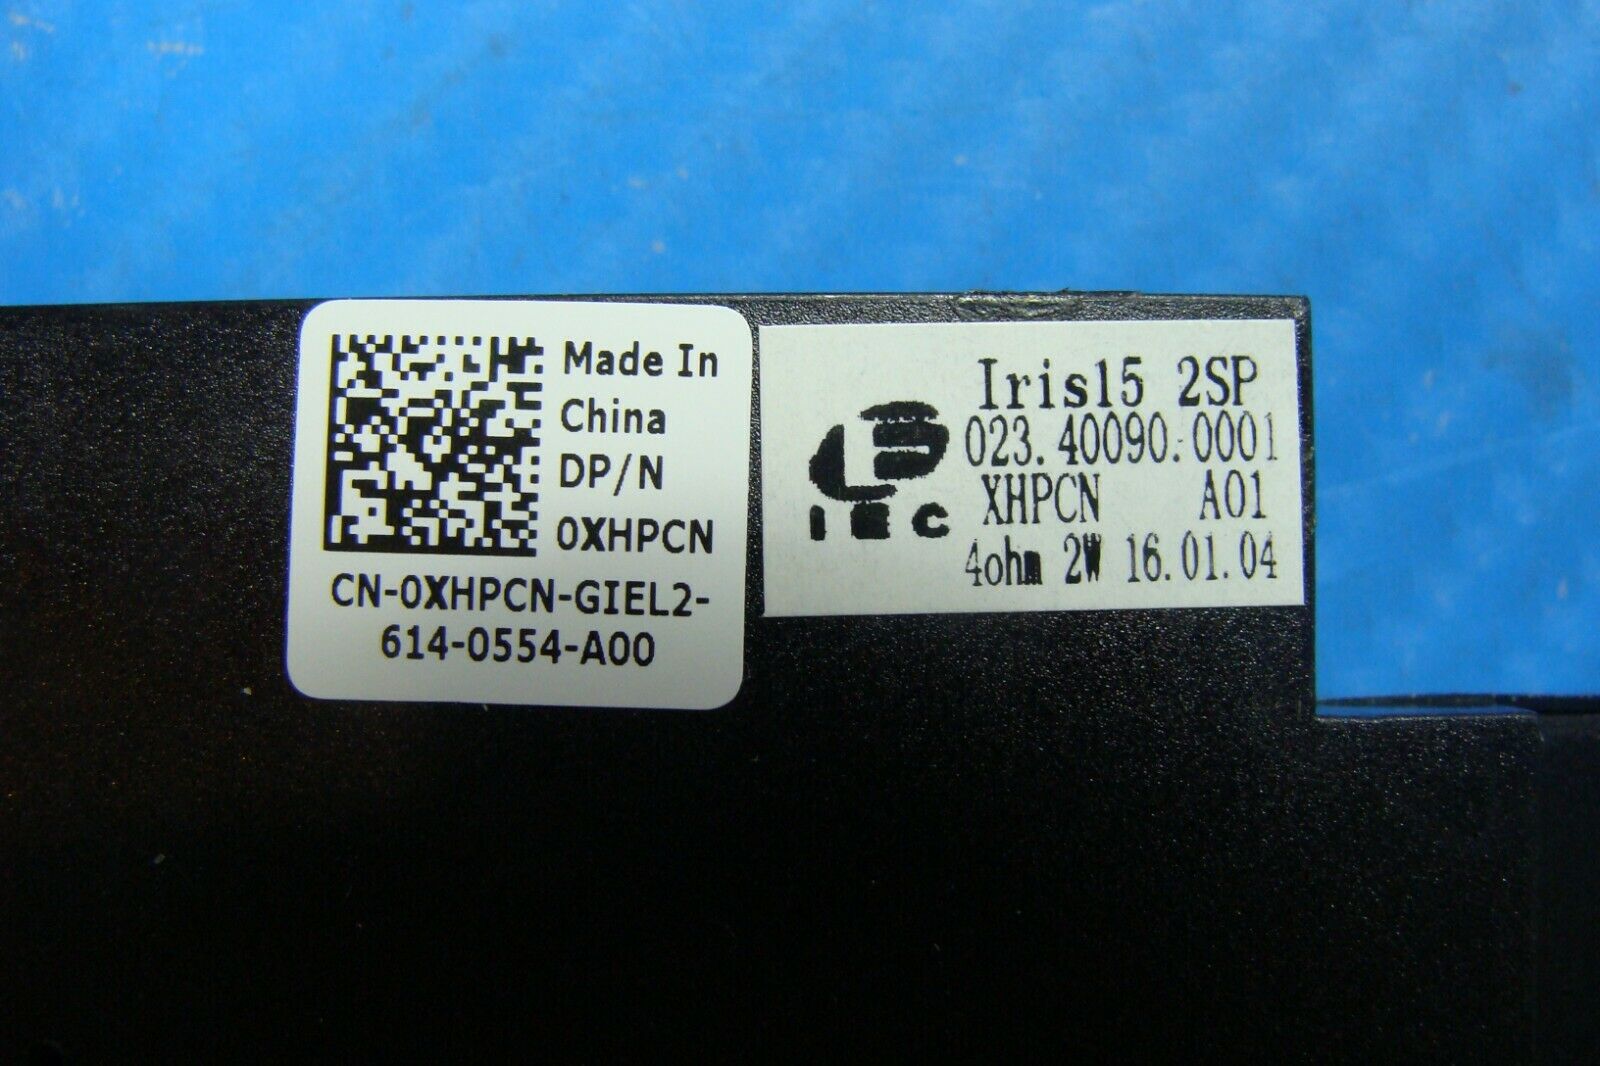 Made In
China
DP/N
0XHPCN
CN-0XHPCN-GIEL2-
614-0554-A00
IEC
Iris15 2SP
023.40090.0001
XHPCN A01
4ohm 2W 16.01.04